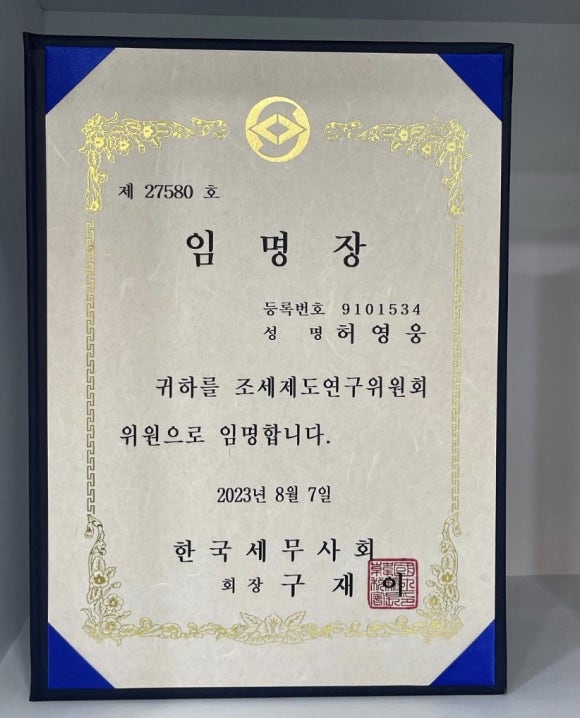 제 27580 호
임 명 장
등록번호 9101534
성 명 허 영 웅
귀하를 조세제도연구위원회
위원으로 임명합니다.
2023년 8월 7일
한 국 세 무 사 회
회 장 구 재 이